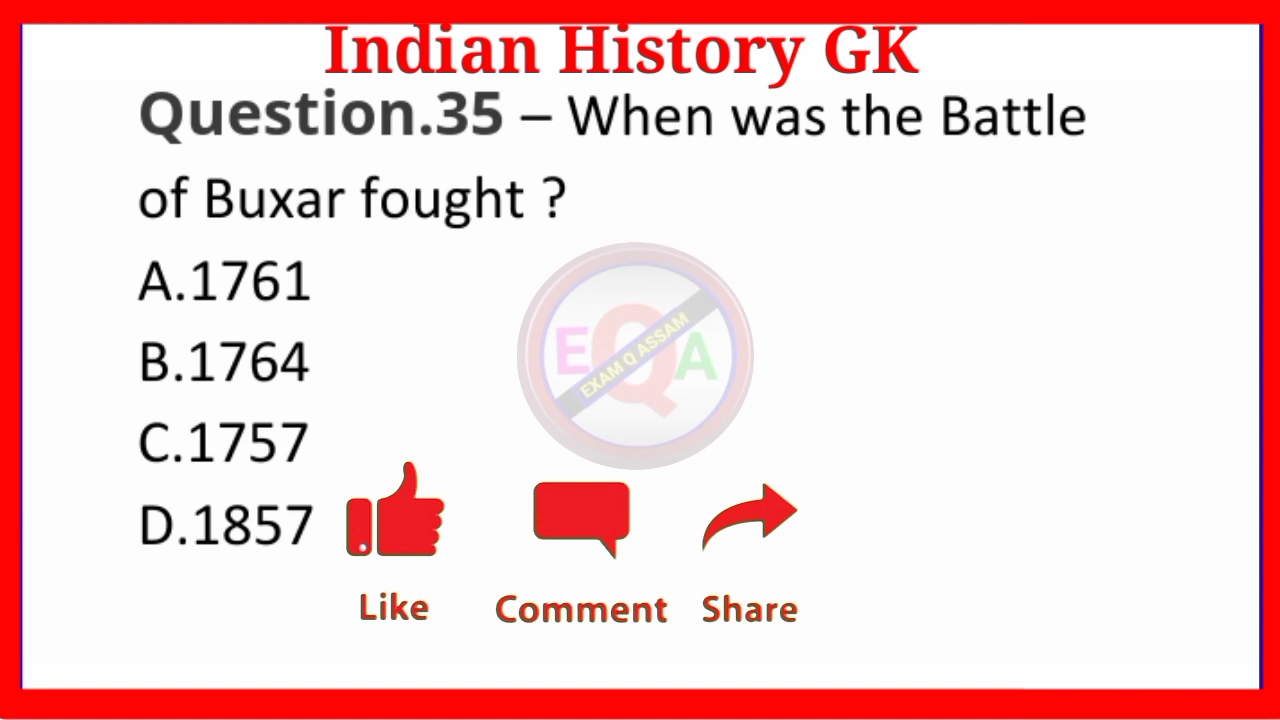 Indian History GK
Question.35 – When was the Battle
of Buxar fought ?
A.1761
B.1764
C.1757
D.1857
EQA
EXAM Q ASSAM
Like
Comment
Share